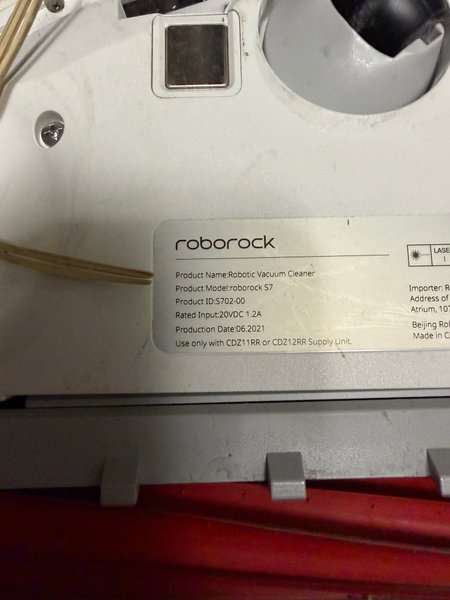 roborock
Product Name:Robotic Vacuum Cleaner
Product Model:roborock S7
Product ID:S702-00
Rated Input:20VDC 1.2A
Production Date:06.2021
Use only with CDZ11RR or CDZ12RR Supply Unit.
LASE
Importer: R
Address of
Atrium, 107
Beijing Rob
Made in C